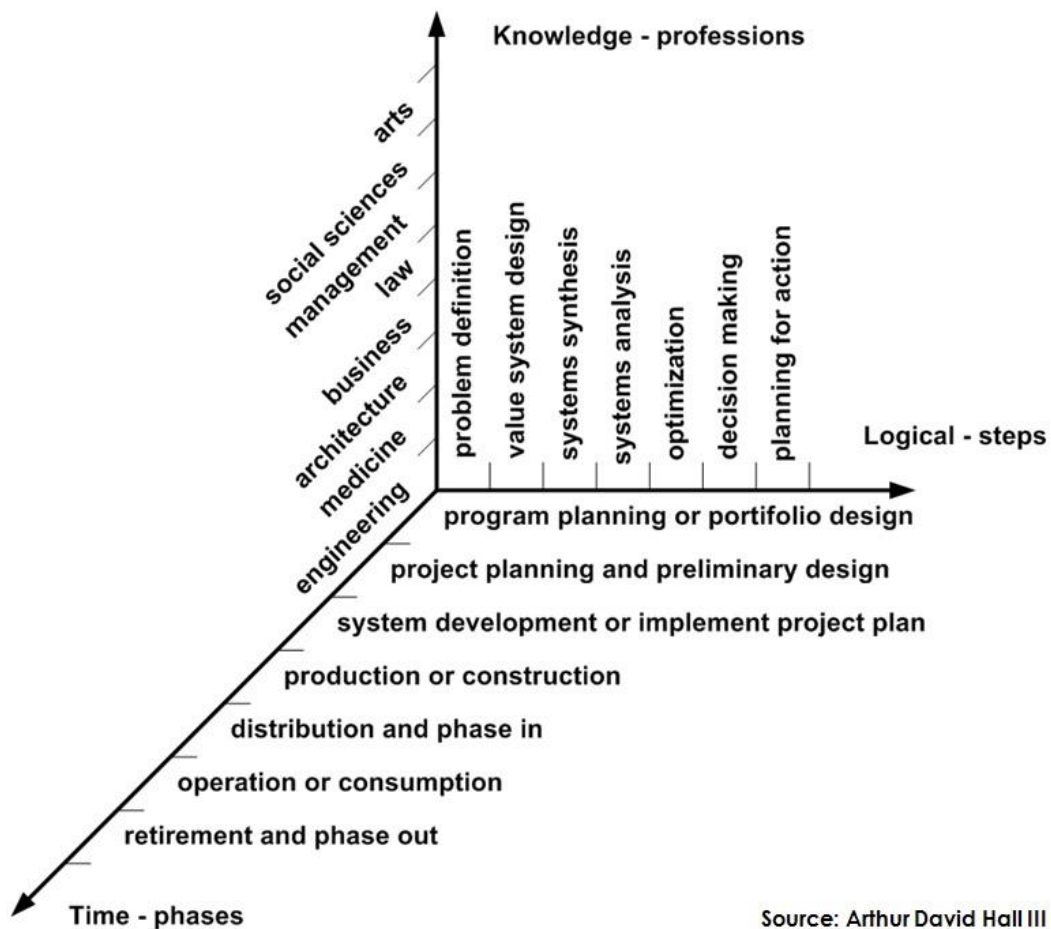 Knowledge - professions
arts
social sciences
management
law
business
architecture
medicine
engineering
problem definition
value system design
systems synthesis
systems analysis
optimization
decision making
planning for action
Logical - steps
program planning or portifolio design
project planning and preliminary design
system development or implement project plan
production or construction
distribution and phase in
operation or consumption
retirement and phase out
Time - phases
Source: Arthur David Hall III